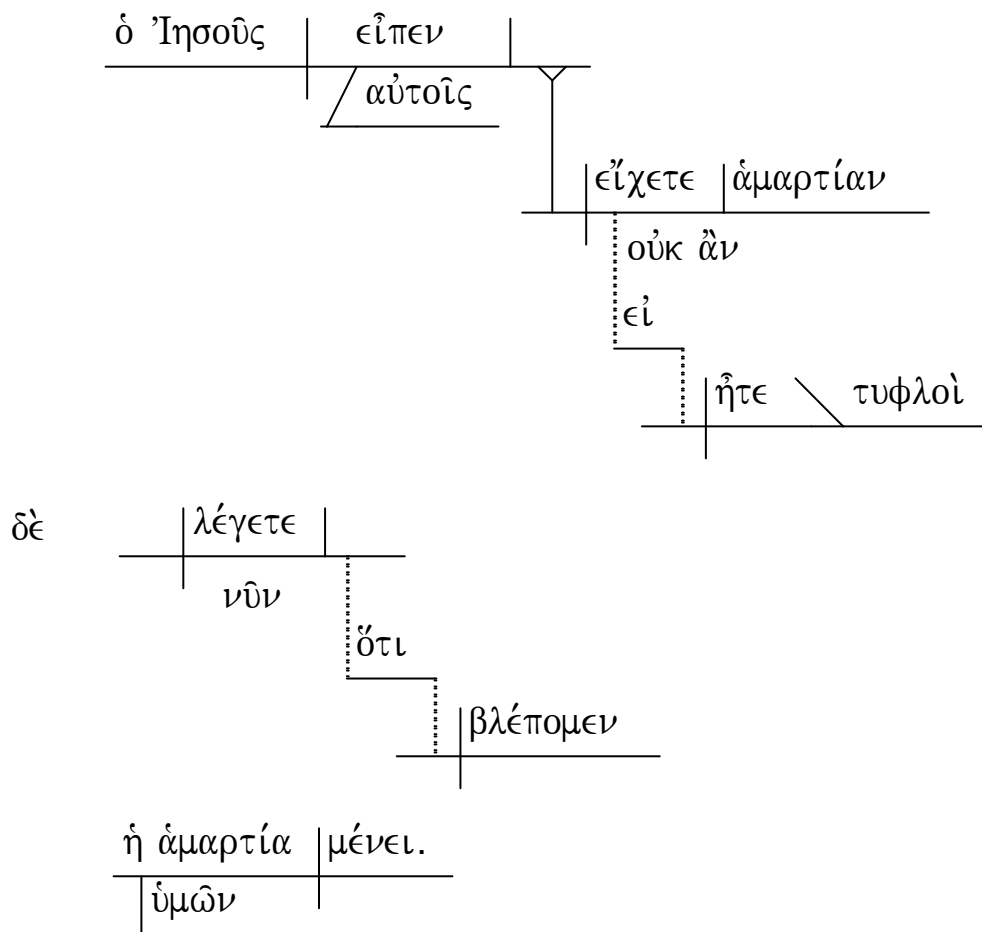 ὁ Ἰησοῦς εἶπεν
αὐτοῖς
εἴχετε ἁμαρτίαν
οὐκ ἂν
εἰ
ἦτε τυφλοὶ
δὲ λέγετε
νῦν
ὅτι
βλέπομεν
ἡ ἁμαρτία μένει.
ὑμῶν